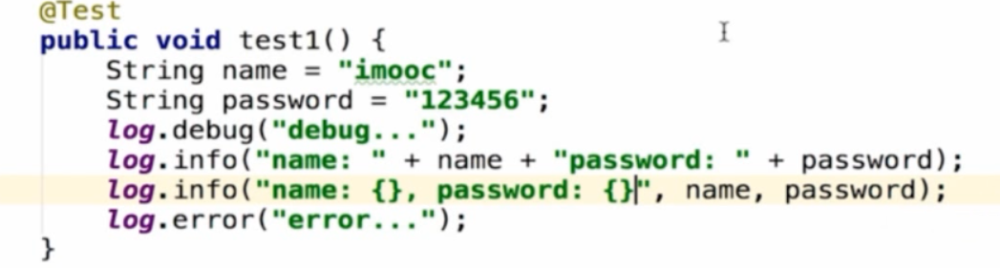 @Test
public void test1() {
    String name = "imooc";
    String password = "123456";
    log.debug("debug...");
    log.info("name: " + name + "password: " + password);
    log.info("name: {}, password: {}", name, password);
    log.error("error...");
}